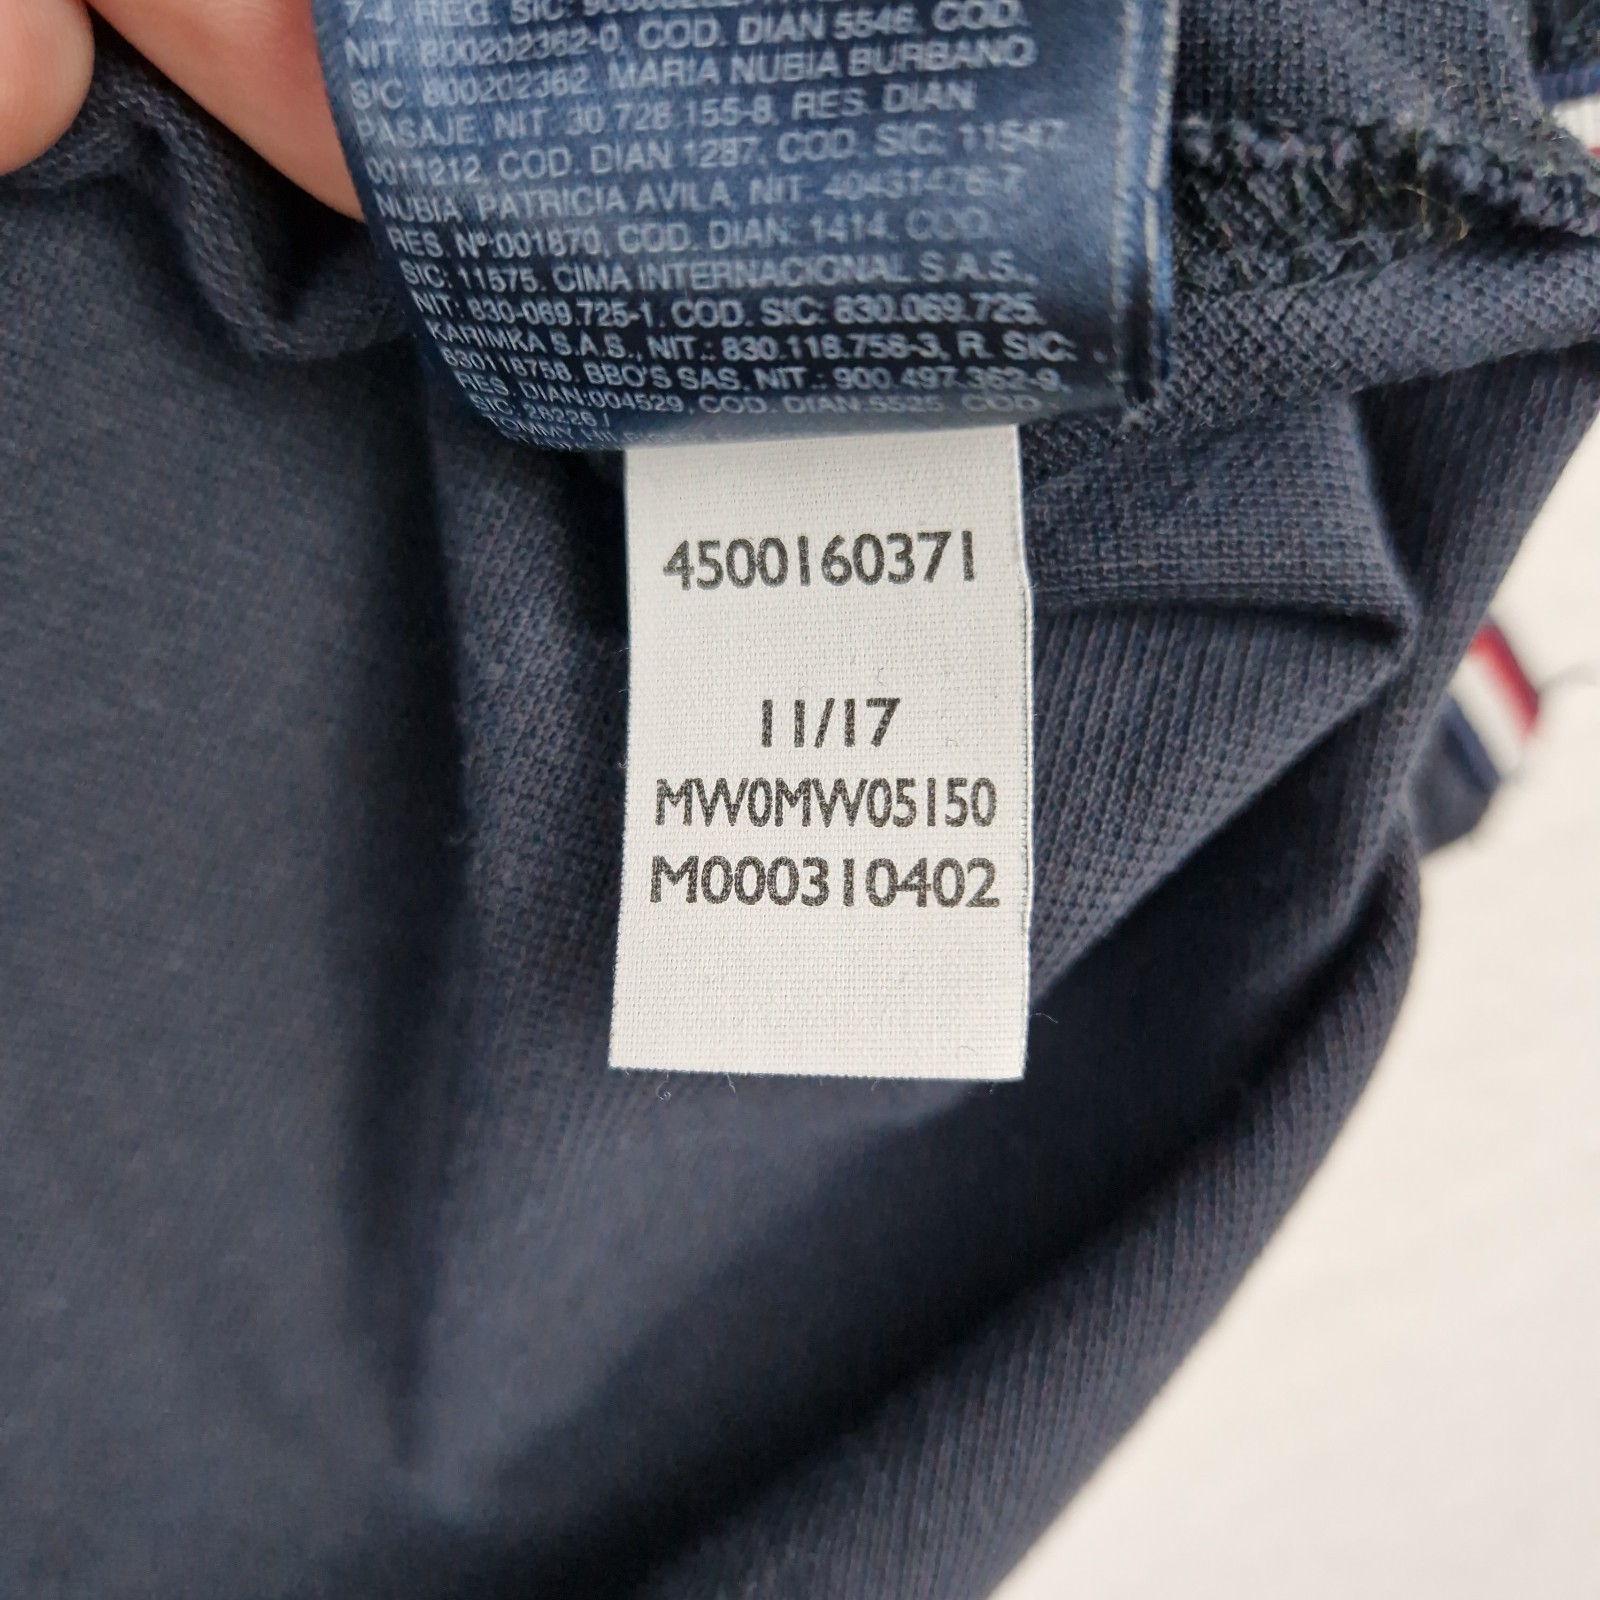 7-4, REG. SIC:
NIT: 800202362-0, COD. DIAN 5546, COD.
SIC 800202362, MARIA NUBIA BURBANO
PASAJE, NIT 30 726 155-8, RES. DIAN
0011212, COD. DIAN 1287, COD. SIC: 11547,
NUBIA PATRICIA AVILA, NIT: 40431476-7
RES. Nº:001870, COD. DIAN: 1414, COD.
SIC: 11575. CIMA INTERNACIONAL S.A.S.,
NIT: 830-069.725-1. COD. SIC: 830.069.725.
KARIMKA S.A.S., NIT.: 830.118.758-3, R. SIC:
830118758, BBO'S SAS. NIT.: 900.497.362-9,
RES. DIAN:004529, COD. DIAN:5525 COD.
SIC. 28226
TOMMY
4500160371
11/17
MW0MW05150
M000310402